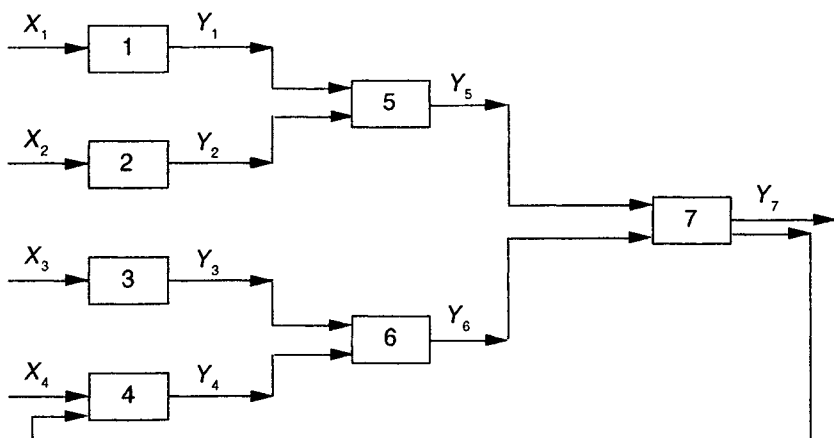 X₁ 1 Y₁
5 Y₅
X₂ 2 Y₂
7 Y₇
X₃ 3 Y₃
6 Y₆
X₄ 4 Y₄